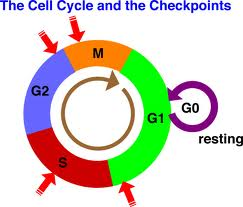 The Cell Cycle and the Checkpoints
M
G2
G1
G0
resting
S